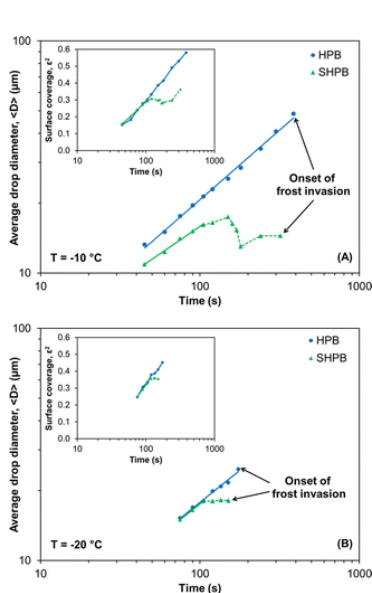 100
Average drop diameter, <D> (μm)
10
10
100
1000
Time (s)
0.6
0.5
0.4
0.3
0.2
0.1
0.0
Surface coverage, ε²
10
100
1000
Time (s)
HPB
SHPB
Onset of
frost invasion
T = -10 °C
(A)
100
Average drop diameter, <D> (μm)
10
10
100
1000
Time (s)
0.6
0.5
0.4
0.3
0.2
0.1
0.0
Surface coverage, ε²
10
100
1000
Time (s)
HPB
SHPB
Onset of
frost invasion
T = -20 °C
(B)